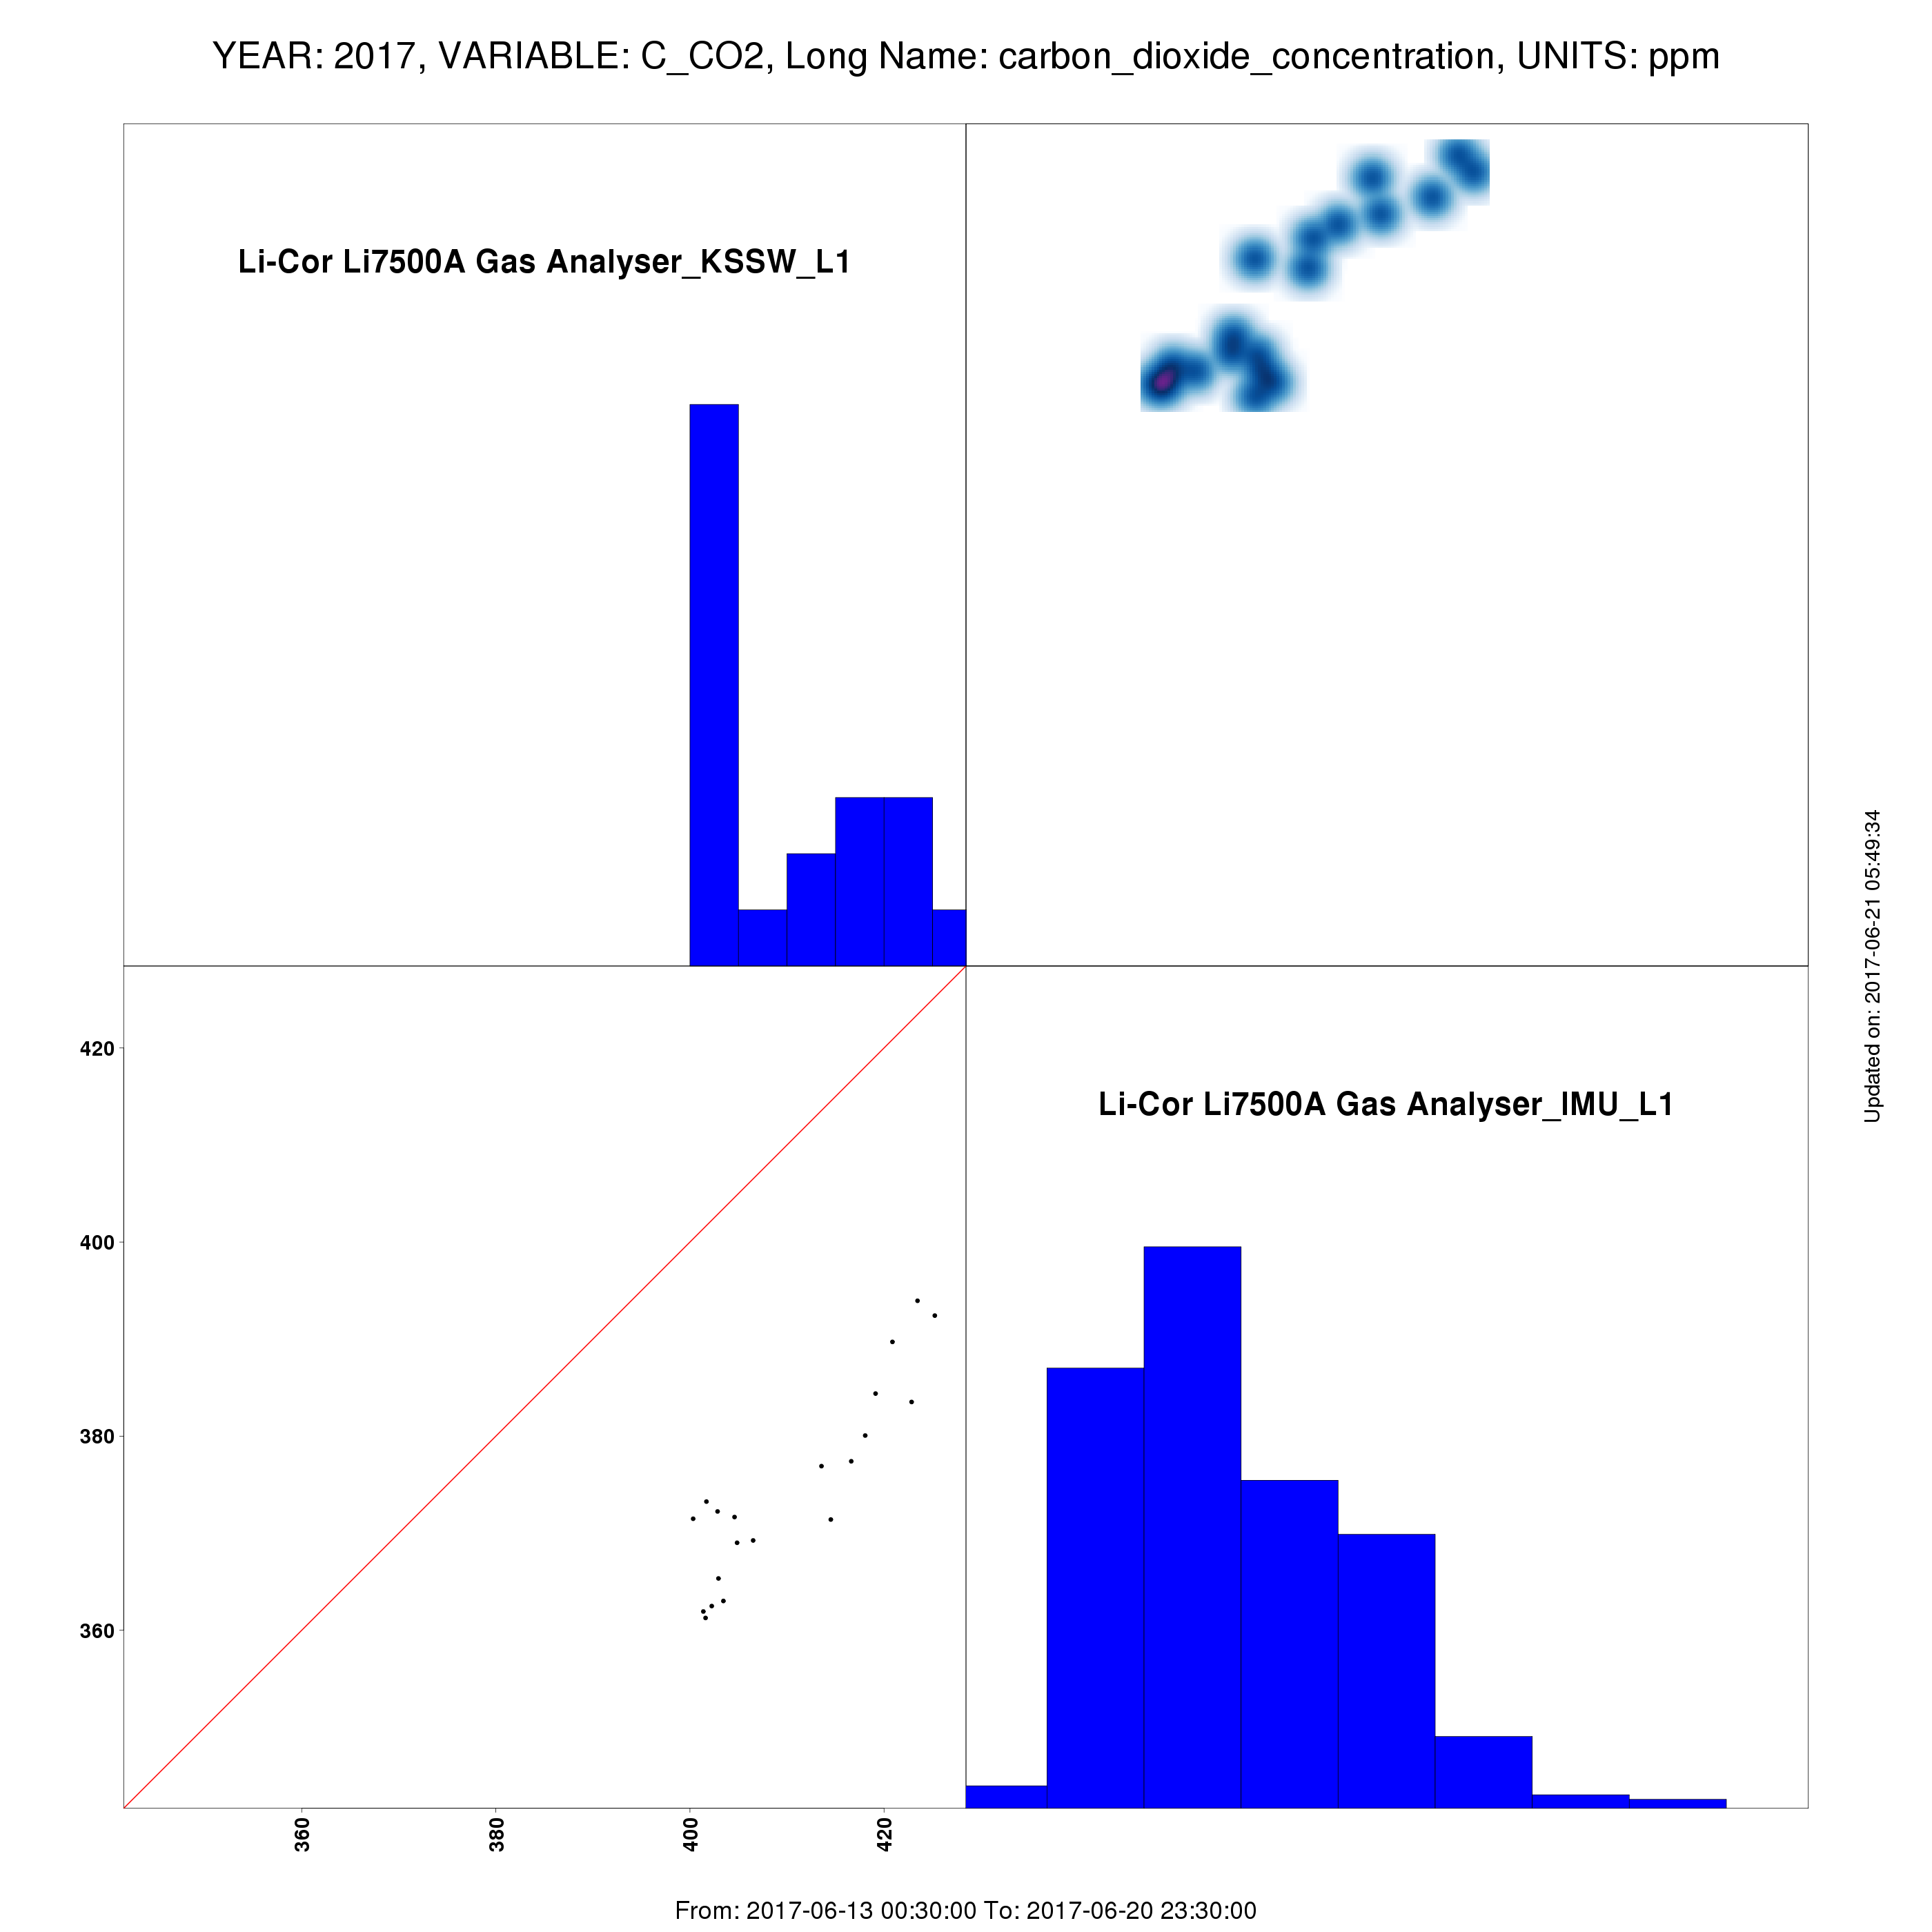 YEAR: 2017, VARIABLE: C_CO2, Long Name: carbon_dioxide_concentration, UNITS: ppm
Li-Cor Li7500A Gas Analyser_KSSW_L1
Updated on: 2017-06-21 05:49:34
420
400
380
360
Li-Cor Li7500A Gas Analyser_IMU_L1
360
380
400
420
From: 2017-06-13 00:30:00 To: 2017-06-20 23:30:00